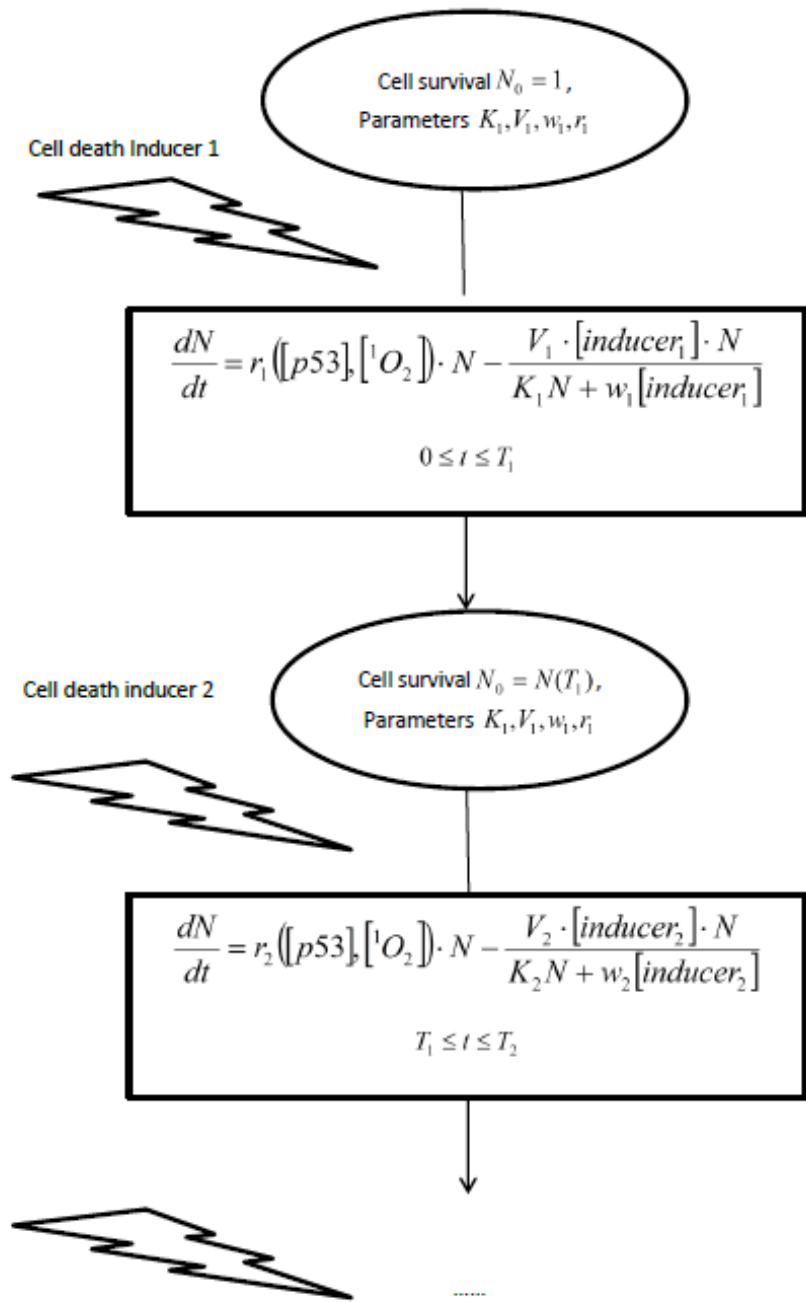 Cell survival N₀ = 1,
Parameters K₁,V₁,w₁,r₁
Cell death Inducer 1
dN/dt = r₁([p53],[¹O₂])·N − V₁·[inducer₁]·N / K₁N + w₁[inducer₁]
0 ≤ t ≤ T₁
Cell survival N₀ = N(T₁),
Cell death inducer 2
Parameters K₁,V₁,w₁,r₁
dN/dt = r₂([p53],[¹O₂])·N − V₂·[inducer₂]·N / K₂N + w₂[inducer₂]
T₁ ≤ t ≤ T₂
......